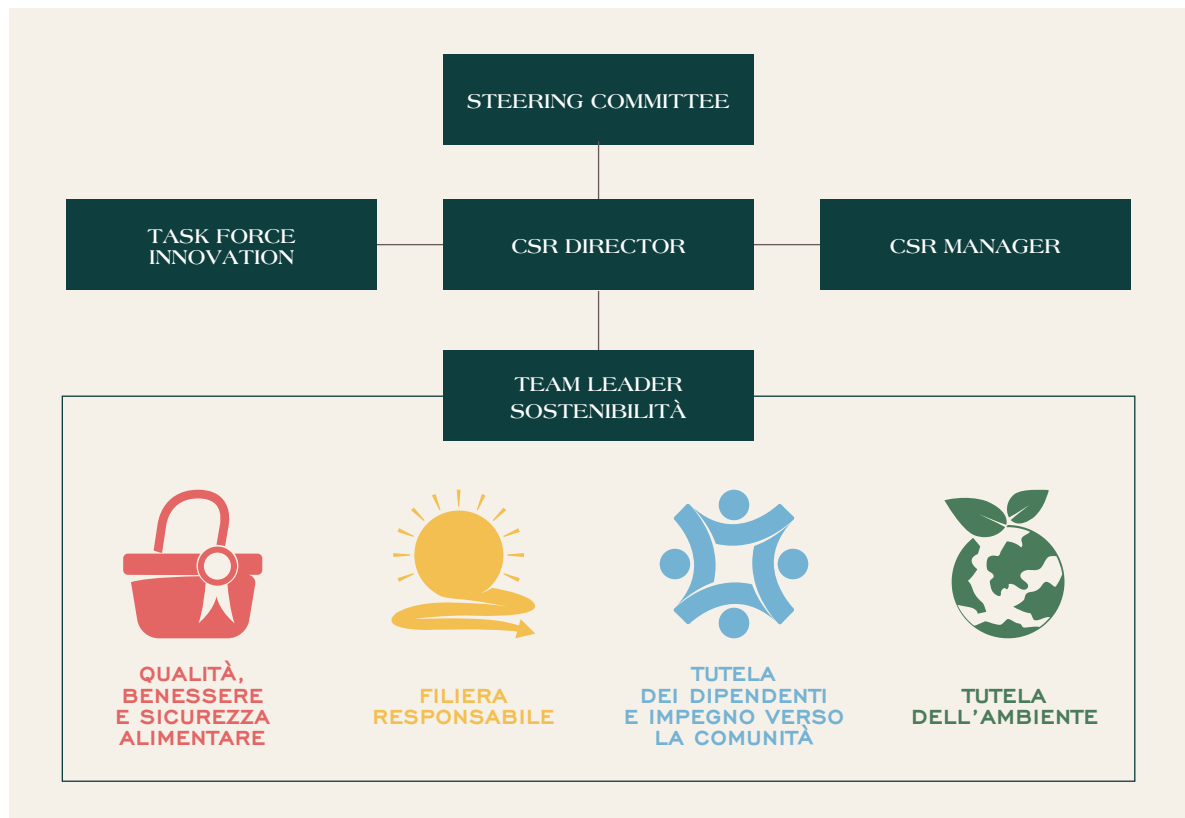 STEERING COMMITTEE
TASK FORCE
INNOVATION
CSR DIRECTOR
CSR MANAGER
TEAM LEADER
SOSTENIBILITÀ
QUALITÀ,
BENESSERE
E SICUREZZA
ALIMENTARE
FILIERA
RESPONSABILE
TUTELA
DEI DIPENDENTI
E IMPEGNO VERSO
LA COMUNITÀ
TUTELA
DELL'AMBIENTE